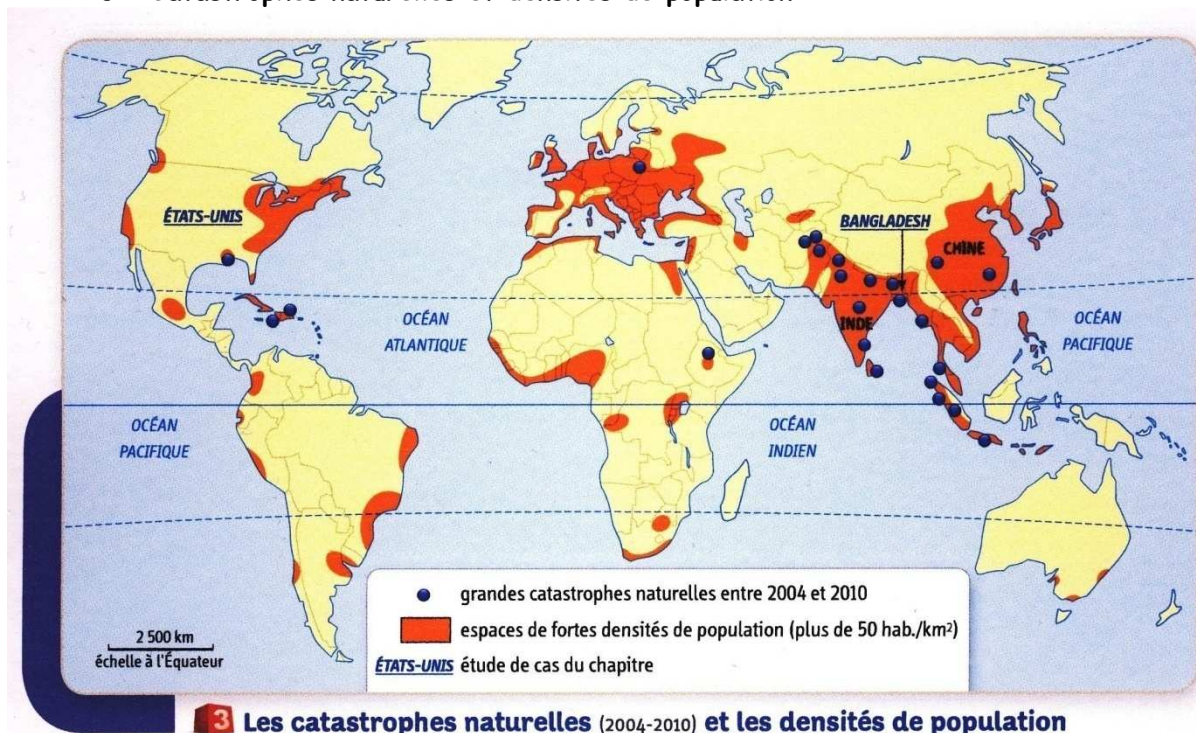 ÉTATS-UNIS
BANGLADESH
CHINE
INDE
OCÉAN
ATLANTIQUE
OCÉAN
PACIFIQUE
OCÉAN
PACIFIQUE
OCÉAN
INDIEN
grandes catastrophes naturelles entre 2004 et 2010
espaces de fortes densités de population (plus de 50 hab./km²)
ÉTATS-UNIS étude de cas du chapitre
2 500 km
échelle à l'Équateur
3 Les catastrophes naturelles (2004-2010) et les densités de population